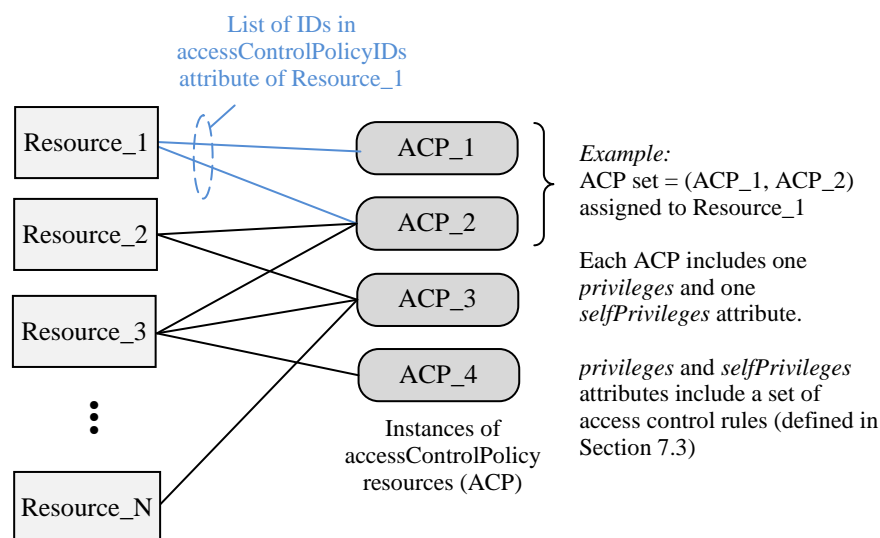 List of IDs in
accessControlPolicyIDs
attribute of Resource_1
Resource_1
Resource_2
Resource_3
Resource_N
ACP_1
ACP_2
ACP_3
ACP_4
Instances of
accessControlPolicy
resources (ACP)
Example:
ACP set = (ACP_1, ACP_2)
assigned to Resource_1
Each ACP includes one
privileges and one
selfPrivileges attribute.
privileges and selfPrivileges
attributes include a set of
access control rules (defined in
Section 7.3)